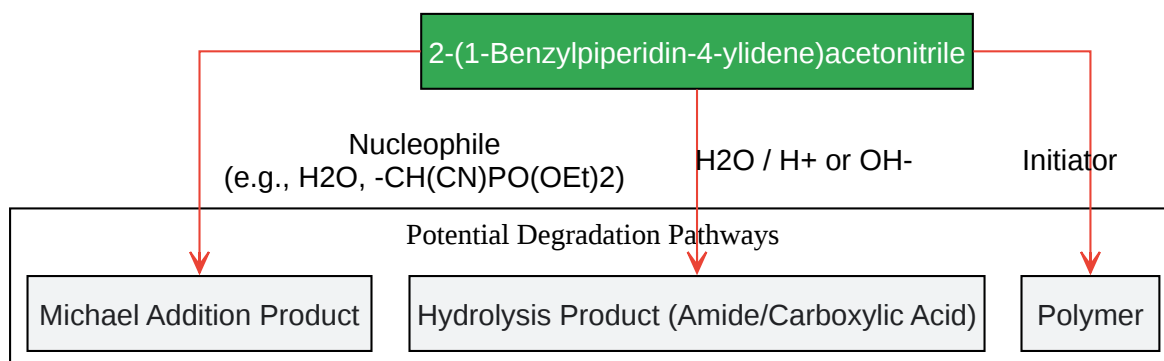 2-(1-Benzylpiperidin-4-ylidene)acetonitrile
Nucleophile
(e.g., H2O, -CH(CN)PO(OEt)2)
H2O / H+ or OH-
Initiator
Potential Degradation Pathways
Michael Addition Product
Hydrolysis Product (Amide/Carboxylic Acid)
Polymer